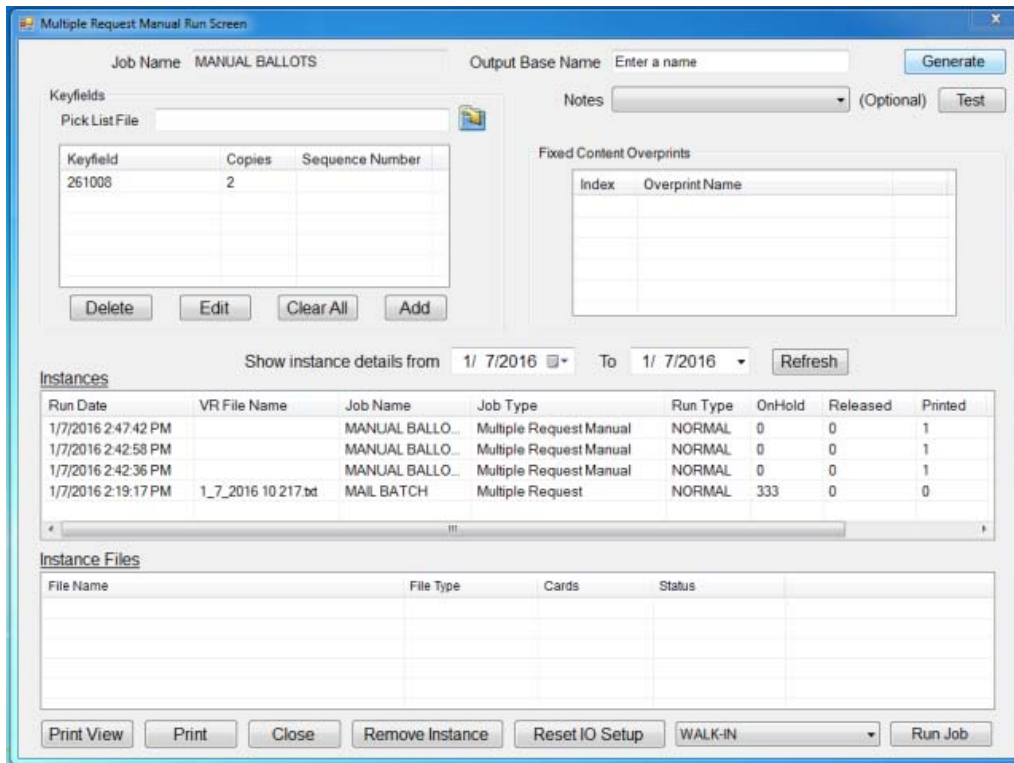 Multiple Request Manual Run Screen
Job Name MANUAL BALLOTS Output Base Name Enter a name Generate
Keyfields Notes (Optional) Test
Pick List File
Fixed Content Overprints
Keyfield Copies Sequence Number
Index Overprint Name
261008 2
Delete Edit Clear All Add
Show instance details from 1/ 7/2016 To 1/ 7/2016 Refresh
Instances
Run Date VR File Name Job Name Job Type Run Type OnHold Released Printed
1/7/2016 2:47:42 PM MANUAL BALLO... Multiple Request Manual NORMAL 0 0 1
1/7/2016 2:42:58 PM MANUAL BALLO... Multiple Request Manual NORMAL 0 0 1
1/7/2016 2:42:36 PM MANUAL BALLO... Multiple Request Manual NORMAL 0 0 1
1/7/2016 2:19:17 PM 1_7_2016 10 217.txt MAIL BATCH Multiple Request NORMAL 333 0 0
Instance Files
File Name File Type Cards Status
Print View Print Close Remove Instance Reset IO Setup WALK-IN Run Job